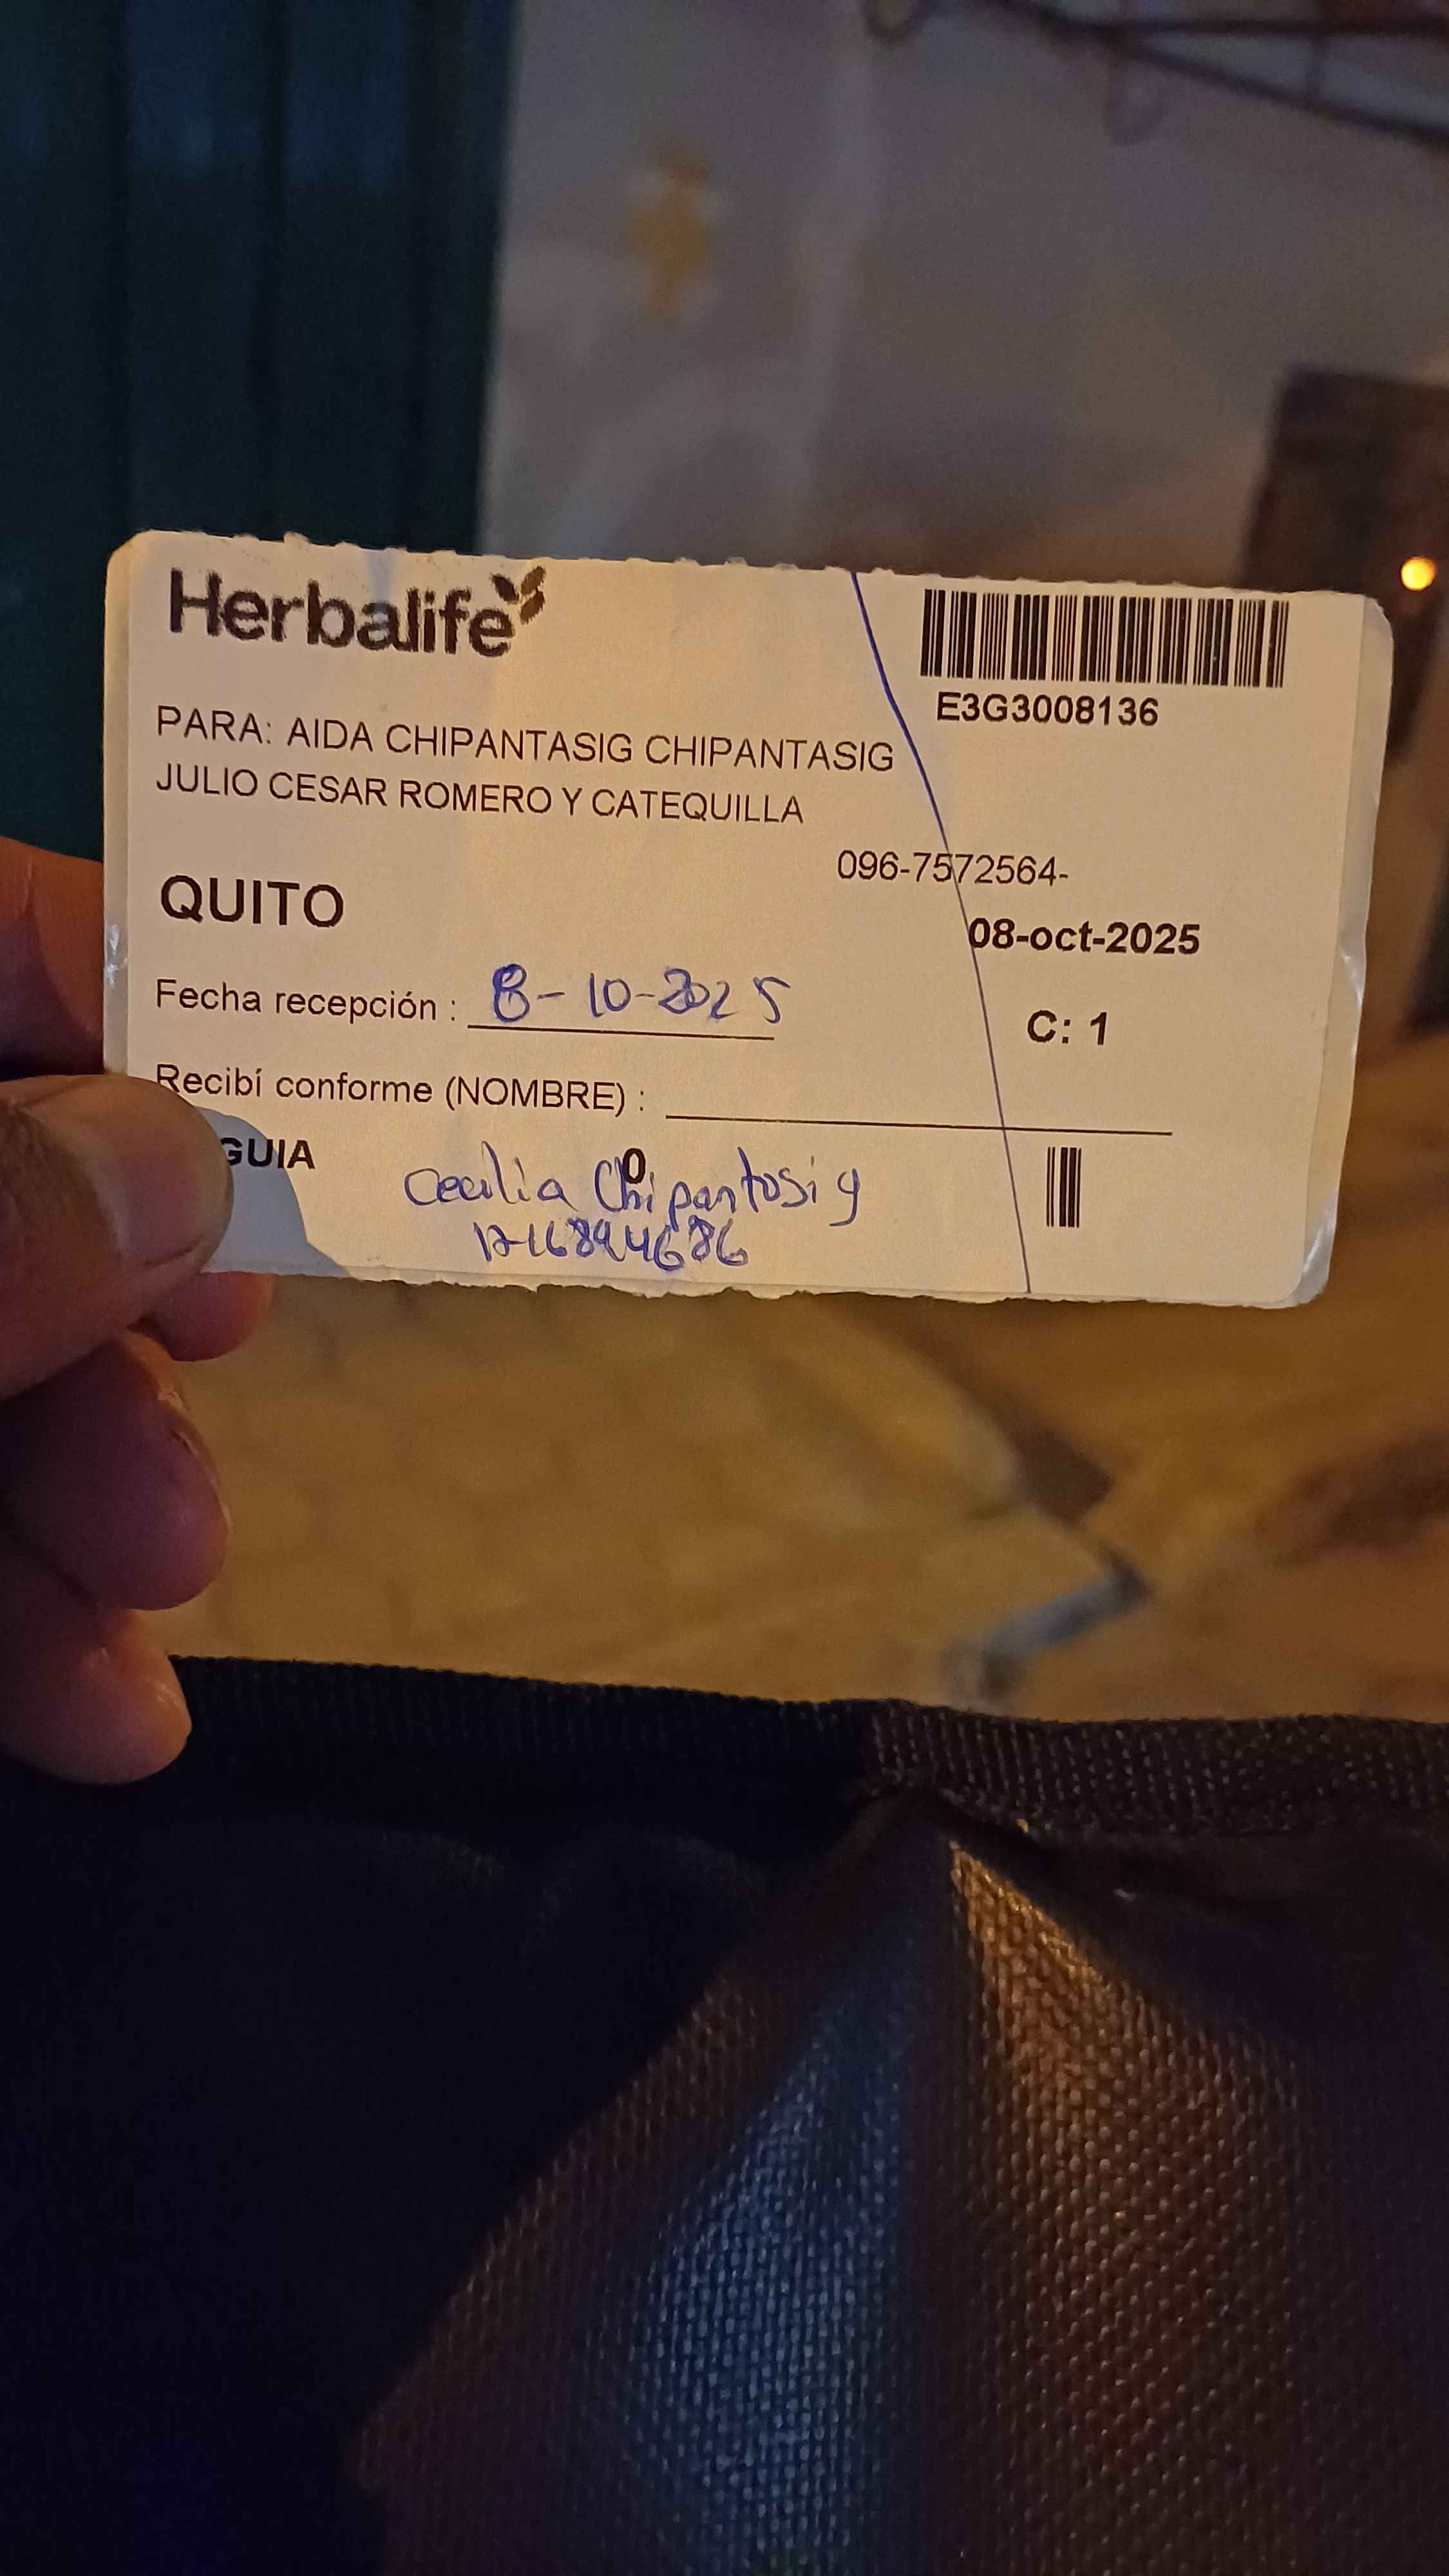 Herbalife
E3G3008136
PARA: AIDA CHIPANTASIG CHIPANTASIG
JULIO CESAR ROMERO Y CATEQUILLA
096-7572564-
QUITO
08-oct-2025
Fecha recepción : 8-10-2025
C: 1
Recibí conforme (NOMBRE) :
GUIA
0
Cecilia Chipantasig